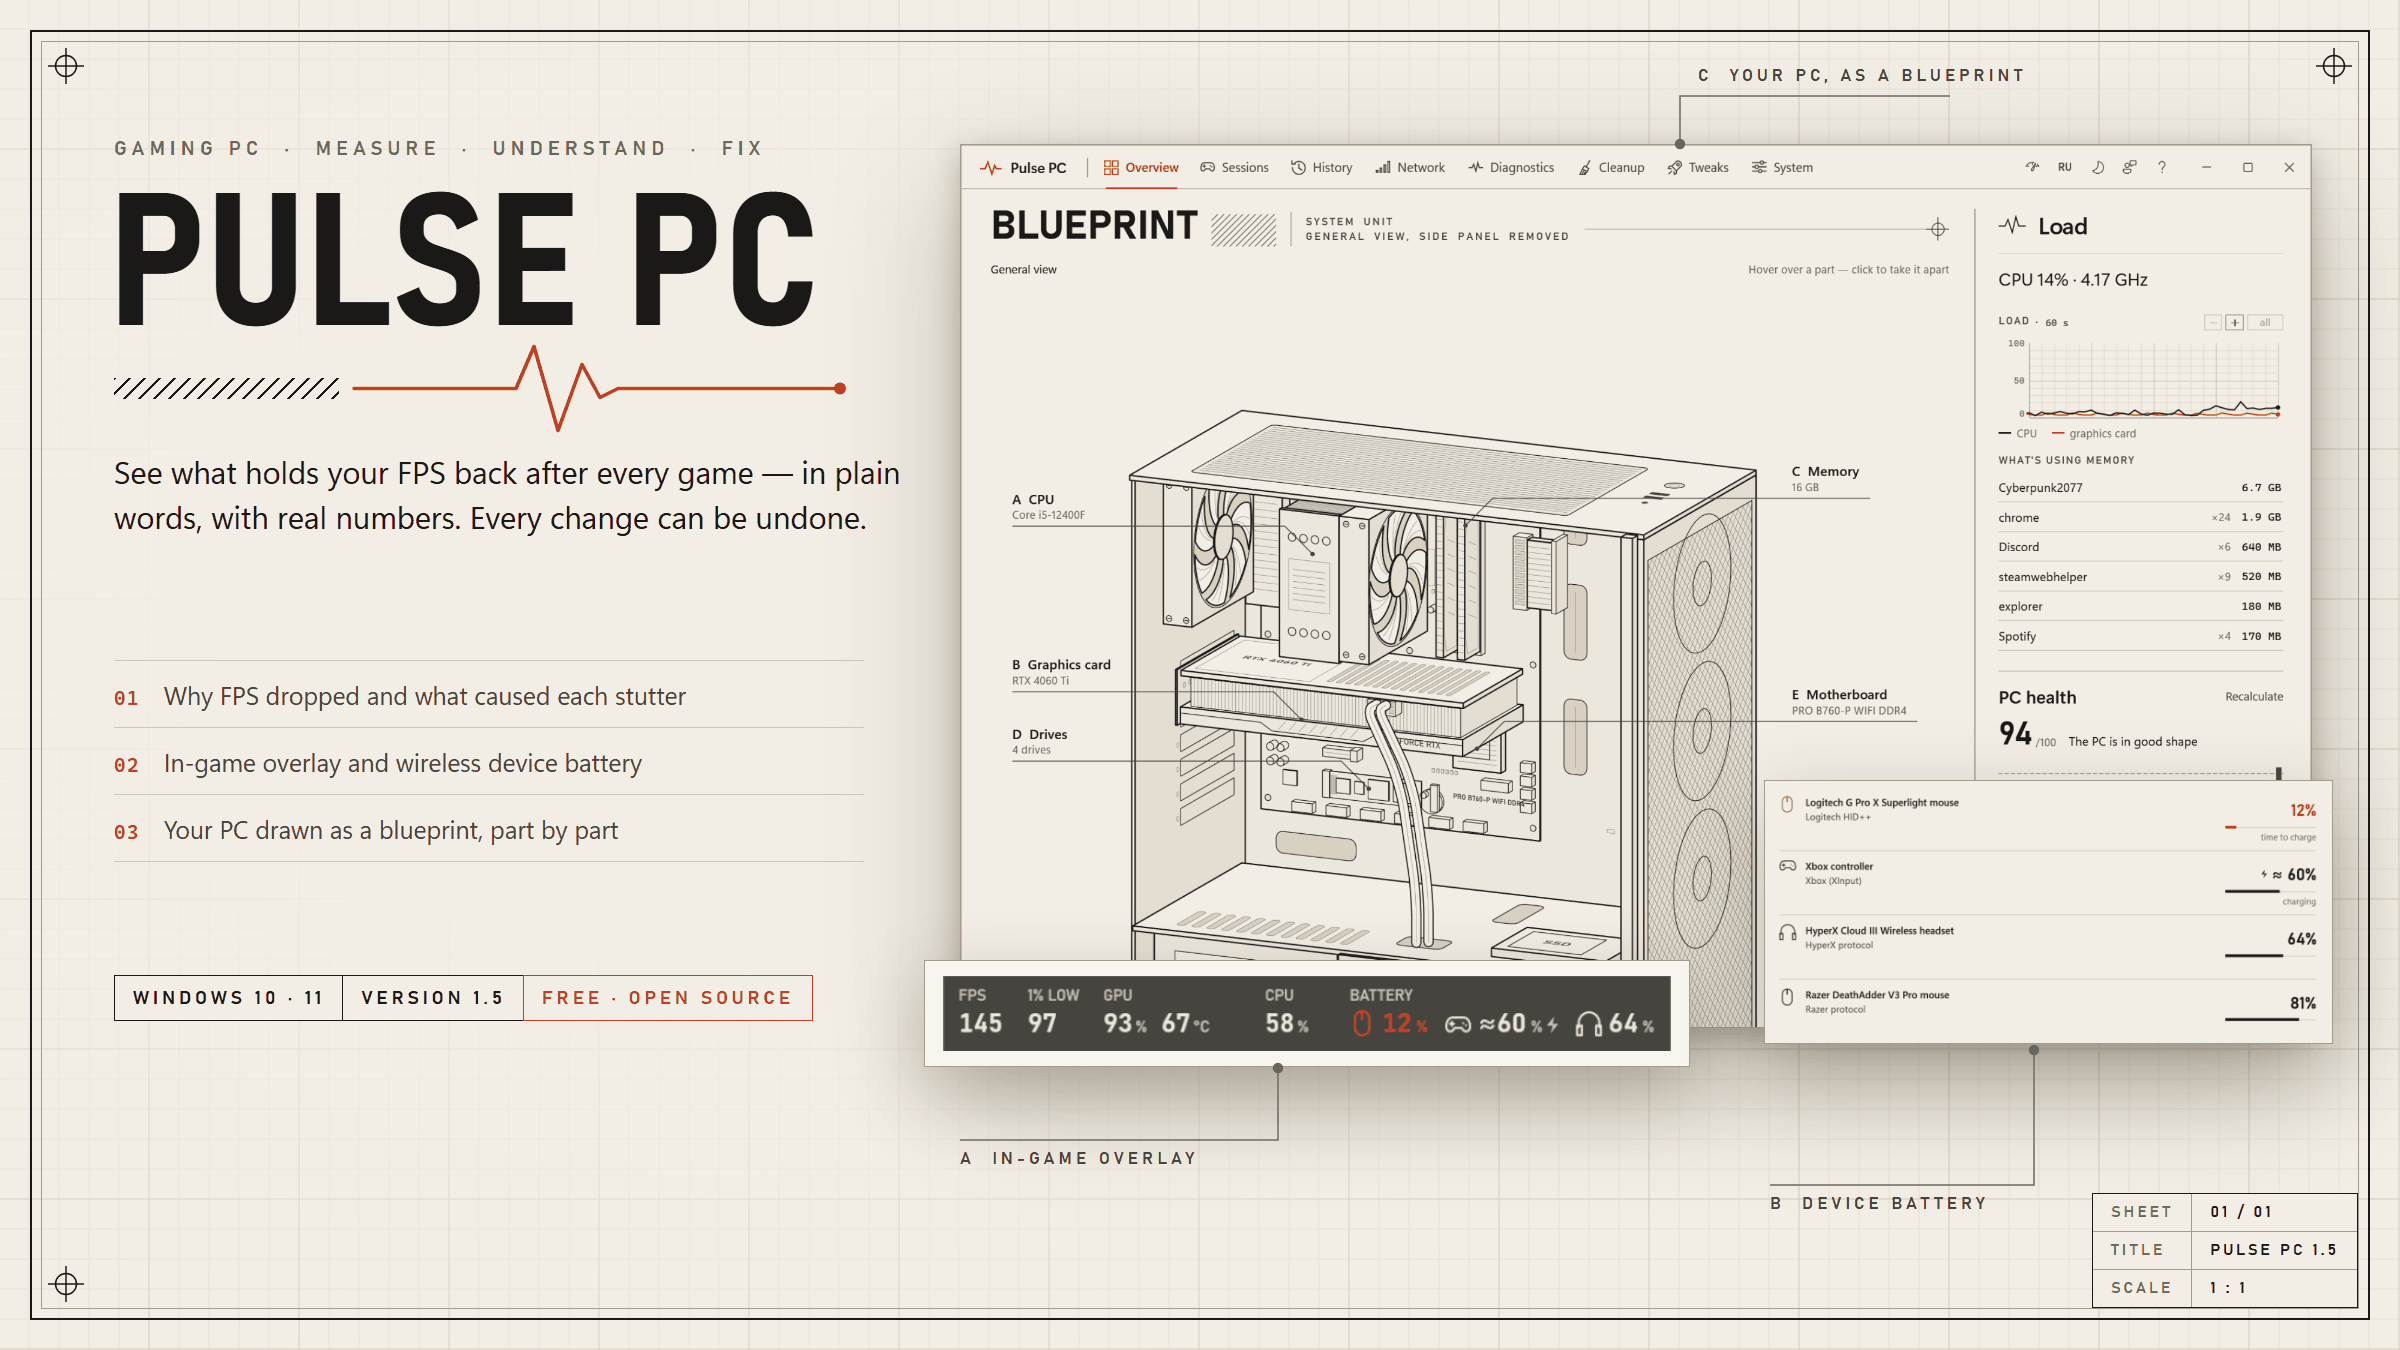 GAMING PC · MEASURE · UNDERSTAND · FIX
PULSE PC
See what holds your FPS back after every game — in plain
words, with real numbers. Every change can be undone.
01 Why FPS dropped and what caused each stutter
02 In-game overlay and wireless device battery
03 Your PC drawn as a blueprint, part by part
WINDOWS 10 · 11 VERSION 1.5 FREE · OPEN SOURCE
C YOUR PC, AS A BLUEPRINT
Pulse PC Overview Sessions History Network Diagnostics Cleanup Tweaks System RU ?
BLUEPRINT
SYSTEM UNIT
GENERAL VIEW, SIDE PANEL REMOVED
General view
Hover over a part — click to take it apart
A CPU
Core i5-12400F
B Graphics card
RTX 4060 Ti
D Drives
4 drives
C Memory
16 GB
E Motherboard
PRO B760-P WIFI DDR4
RTX 4060 Ti
FORCE RTX
PRO B760-P WIFI DDR4
SSD
Load
CPU 14% · 4.17 GHz
LOAD · 60 s
− + all
100
50
0
CPU graphics card
WHAT'S USING MEMORY
Cyberpunk2077 6.7 GB
chrome ×24 1.9 GB
Discord ×6 640 MB
steamwebhelper ×9 520 MB
explorer 180 MB
Spotify ×4 170 MB
PC health Recalculate
94 /100 The PC is in good shape
Logitech G Pro X Superlight mouse
Logitech HID++
12%
time to charge
Xbox controller
Xbox (XInput)
≈ 60%
charging
HyperX Cloud III Wireless headset
HyperX protocol
64%
Razer DeathAdder V3 Pro mouse
Razer protocol
81%
FPS 1% LOW GPU CPU BATTERY
145 97 93% 67°C 58% 12% ≈60% 64%
A IN-GAME OVERLAY
B DEVICE BATTERY
SHEET 01 / 01
TITLE PULSE PC 1.5
SCALE 1 : 1